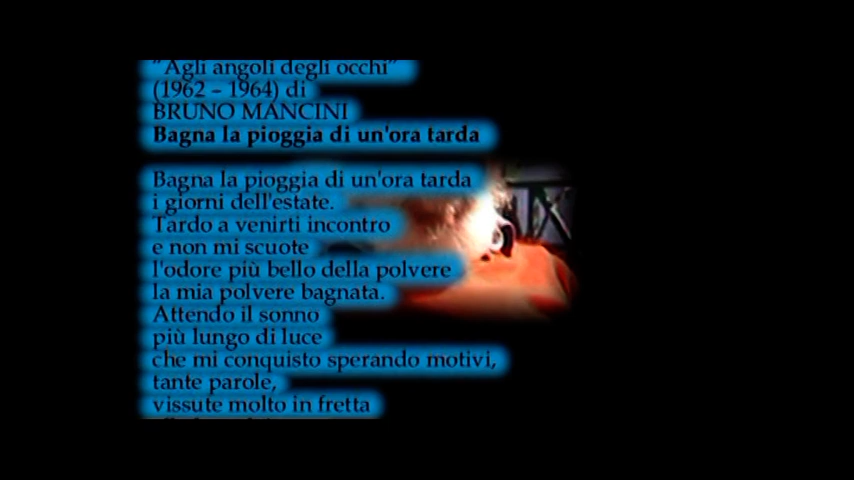 "Agli angoli degli occhi"
(1962 – 1964) di
BRUNO MANCINI
Bagna la pioggia di un'ora tarda
Bagna la pioggia di un'ora tarda
i giorni dell'estate.
Tardo a venirti incontro
e non mi scuote
l'odore più bello della polvere
la mia polvere bagnata.
Attendo il sonno
più lungo di luce
che mi conquisto sperando motivi,
tante parole,
vissute molto in fretta